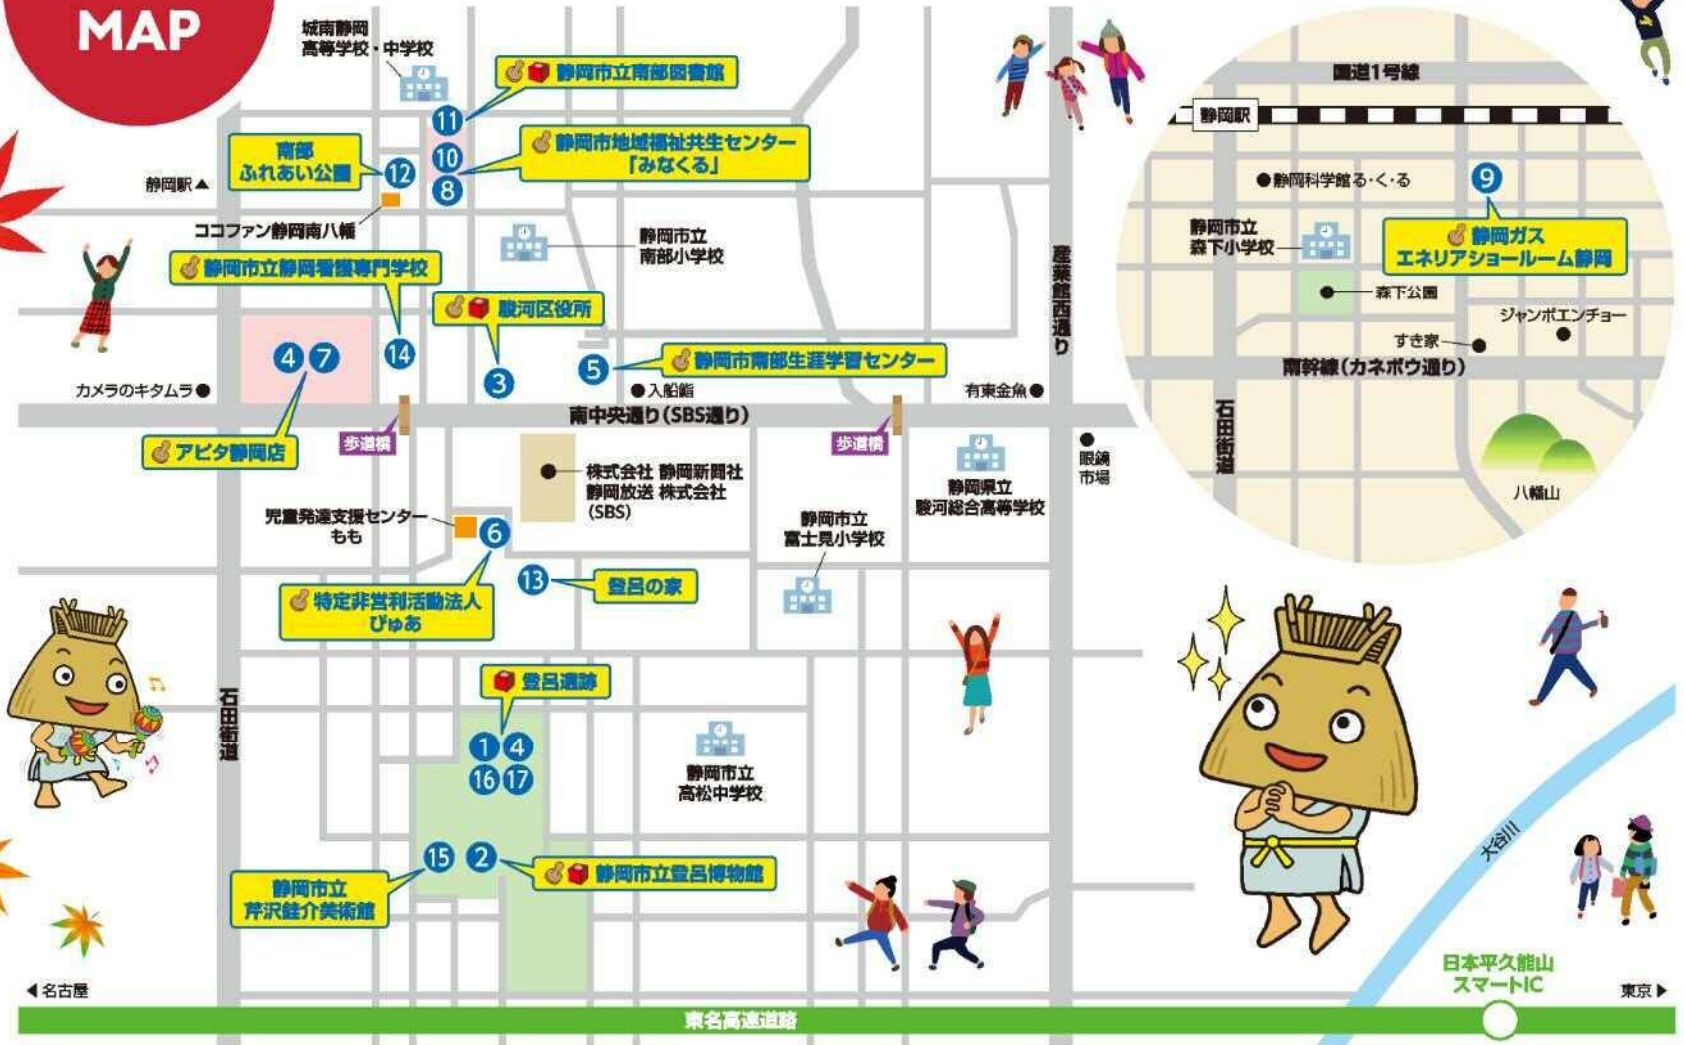 MAP
城南静岡
高等学校・中学校
静岡市立南部図書館
11
静岡市地域福祉共生センター
「みなくる」
10
8
南部
ふれあい公園
12
静岡駅▲
ココファン静岡南八幡
静岡市立
南部小学校
静岡市立静岡看護専門学校
駿河区役所
4
7
14
3
5
静岡市南部生涯学習センター
産業館西通り
カメラのキタムラ
入船鮨
有東金魚
南中央通り(SBS通り)
アピタ静岡店
歩道橋
歩道橋
株式会社 静岡新聞社
静岡放送 株式会社
(SBS)
静岡県立
駿河総合高等学校
眼鏡
市場
児童発達支援センター
もも
6
静岡市立
富士見小学校
13
登呂の家
特定非営利活動法人
ぴゅあ
登呂遺跡
石田街道
1
4
16
17
静岡市立
高松中学校
15
2
静岡市立登呂博物館
静岡市立
芹沢銈介美術館
◀名古屋
東名高速道路
国道1号線
静岡駅
静岡科学館る・く・る
9
静岡市立
森下小学校
静岡ガス
エネリアショールーム静岡
森下公園
ジャンボエンチョー
すき家
南幹線(カネボウ通り)
石田街道
八幡山
大谷川
日本平久能山
スマートIC
東京▶